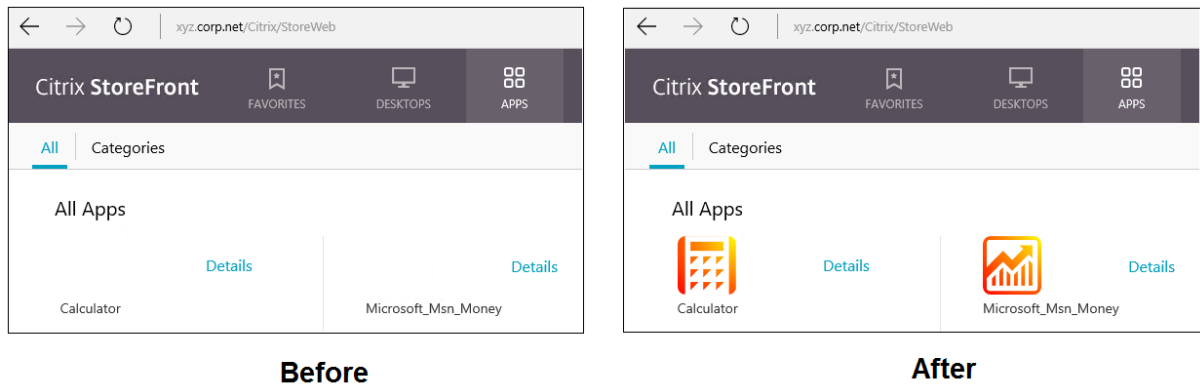 xyz.corp.net/Citrix/StoreWeb
Citrix StoreFront
FAVORITES
DESKTOPS
APPS
All
Categories
All Apps
Details
Details
Calculator
Microsoft_Msn_Money
Before
xyz.corp.net/Citrix/StoreWeb
Citrix StoreFront
FAVORITES
DESKTOPS
APPS
All
Categories
All Apps
Details
Details
Calculator
Microsoft_Msn_Money
After